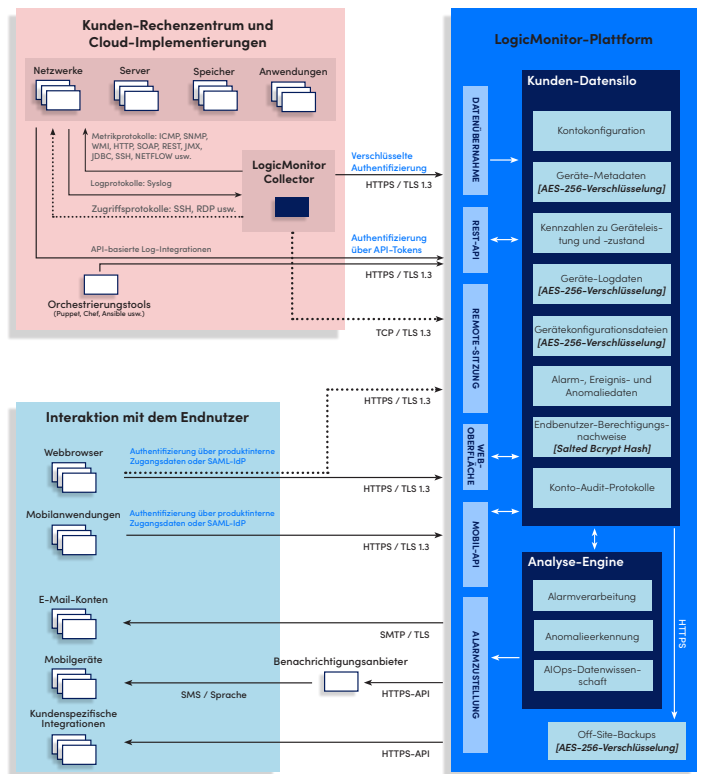 Kunden-Rechenzentrum und
Cloud-Implementierungen
Netzwerke
Server
Speicher
Anwendungen
Metrikprotokolle: ICMP, SNMP,
WMI, HTTP, SOAP, REST, JMX,
JDBC, SSH, NETFLOW usw.
LogicMonitor
Collector
Logprotokolle: Syslog
Zugriffsprotokolle: SSH, RDP usw.
API-basierte Log-Integrationen
Orchestrierungstools
(Puppet, Chef, Ansible usw.)
Verschlüsselte
Authentifizierung
HTTPS / TLS 1.3
Authentifizierung
über API-Tokens
HTTPS / TLS 1.3
TCP / TLS 1.3
HTTPS / TLS 1.3
Interaktion mit dem Endnutzer
Webbrowser
Authentifizierung über produktinterne
Zugangsdaten oder SAML-IdP
HTTPS / TLS 1.3
Mobilanwendungen
Authentifizierung über produktinterne
Zugangsdaten oder SAML-IdP
HTTPS / TLS 1.3
E-Mail-Konten
SMTP / TLS
Mobilgeräte
SMS / Sprache
Benachrichtigungsanbieter
HTTPS-API
Kundenspezifische
Integrationen
HTTPS-API
LogicMonitor-Plattform
DATENÜBERNAHME
REST-API
REMOTE-SITZUNG
WEB-
OBERFLÄCHE
MOBIL-API
ALARMZUSTELLUNG
Kunden-Datensilo
Kontokonfiguration
Geräte-Metadaten
[AES-256-Verschlüsselung]
Kennzahlen zu Geräteleis-
tung und -zustand
Geräte-Logdaten
[AES-256-Verschlüsselung]
Gerätekonfigurationsdateien
[AES-256-Verschlüsselung]
Alarm-, Ereignis- und
Anomaliedaten
Endbenutzer-Berechtigungs-
nachweise
[Salted Bcrypt Hash]
Konto-Audit-Protokolle
Analyse-Engine
Alarmverarbeitung
Anomalieerkennung
AIOps-Datenwissen-
schaft
HTTPS
Off-Site-Backups
[AES-256-Verschlüsselung]